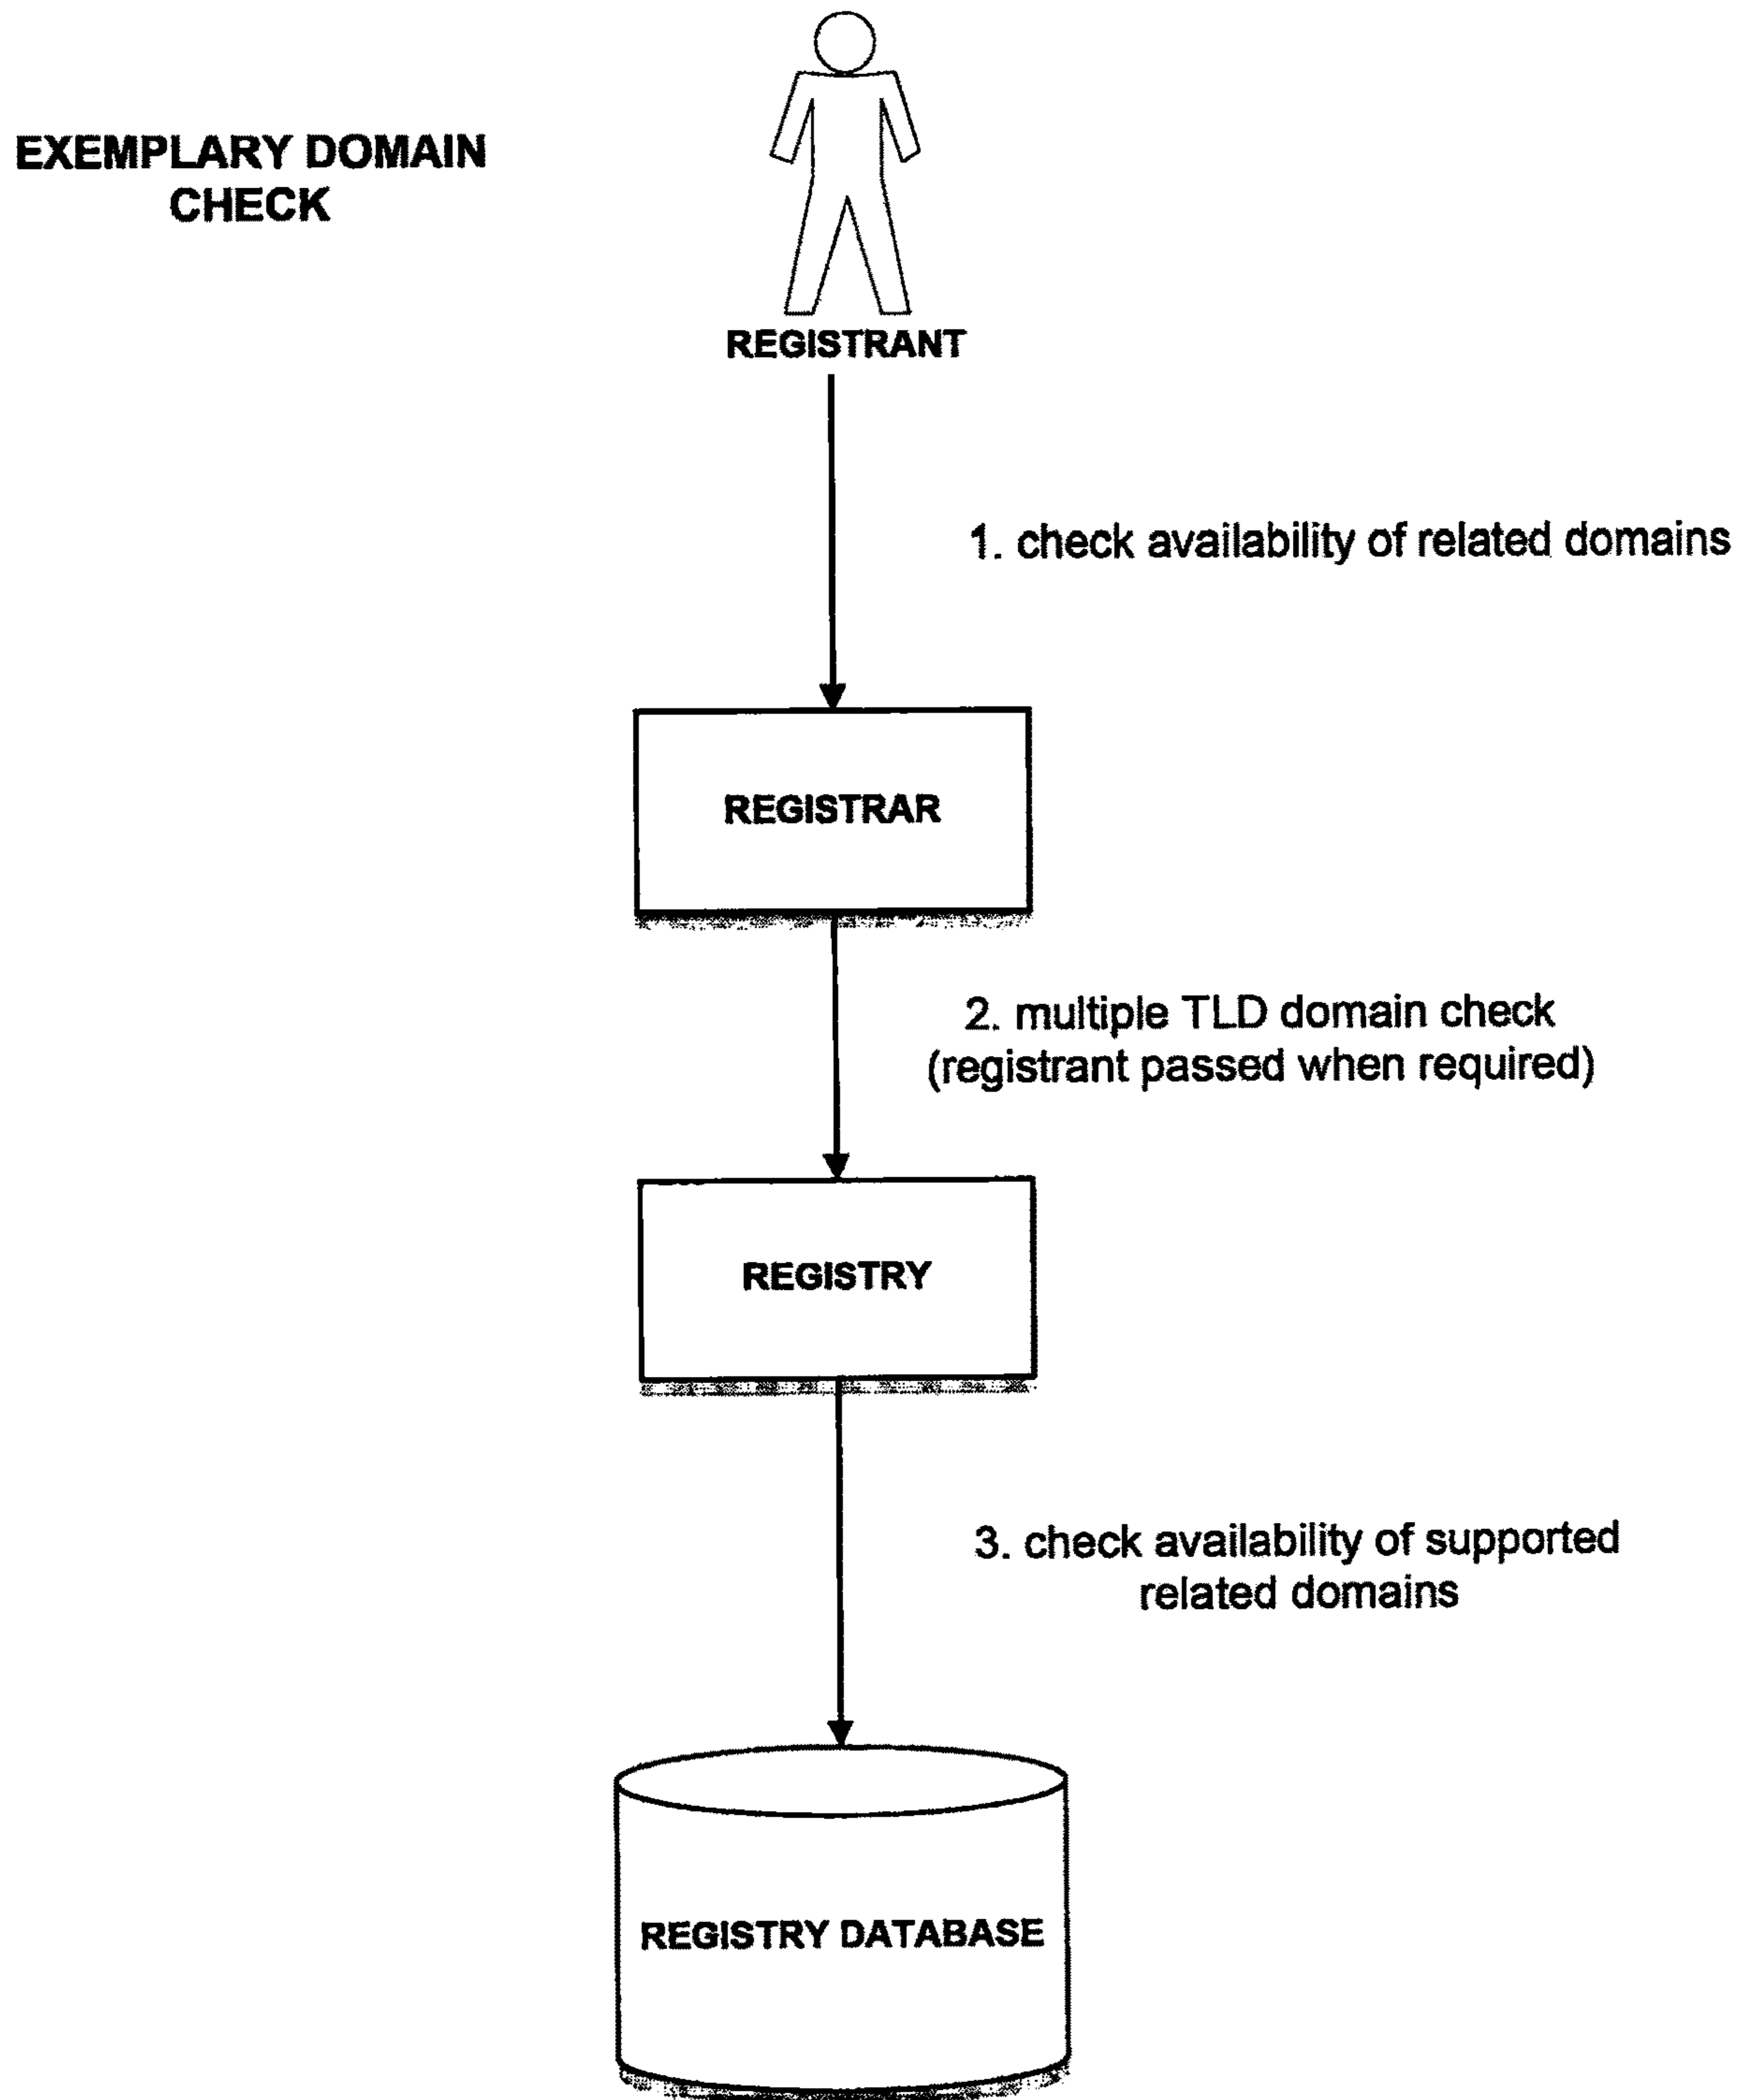 EXEMPLARY DOMAIN
CHECK
REGISTRANT
1. check availability of related domains
REGISTRAR
2. multiple TLD domain check
(registrant passed when required)
REGISTRY
3. check availability of supported
related domains
REGISTRY DATABASE